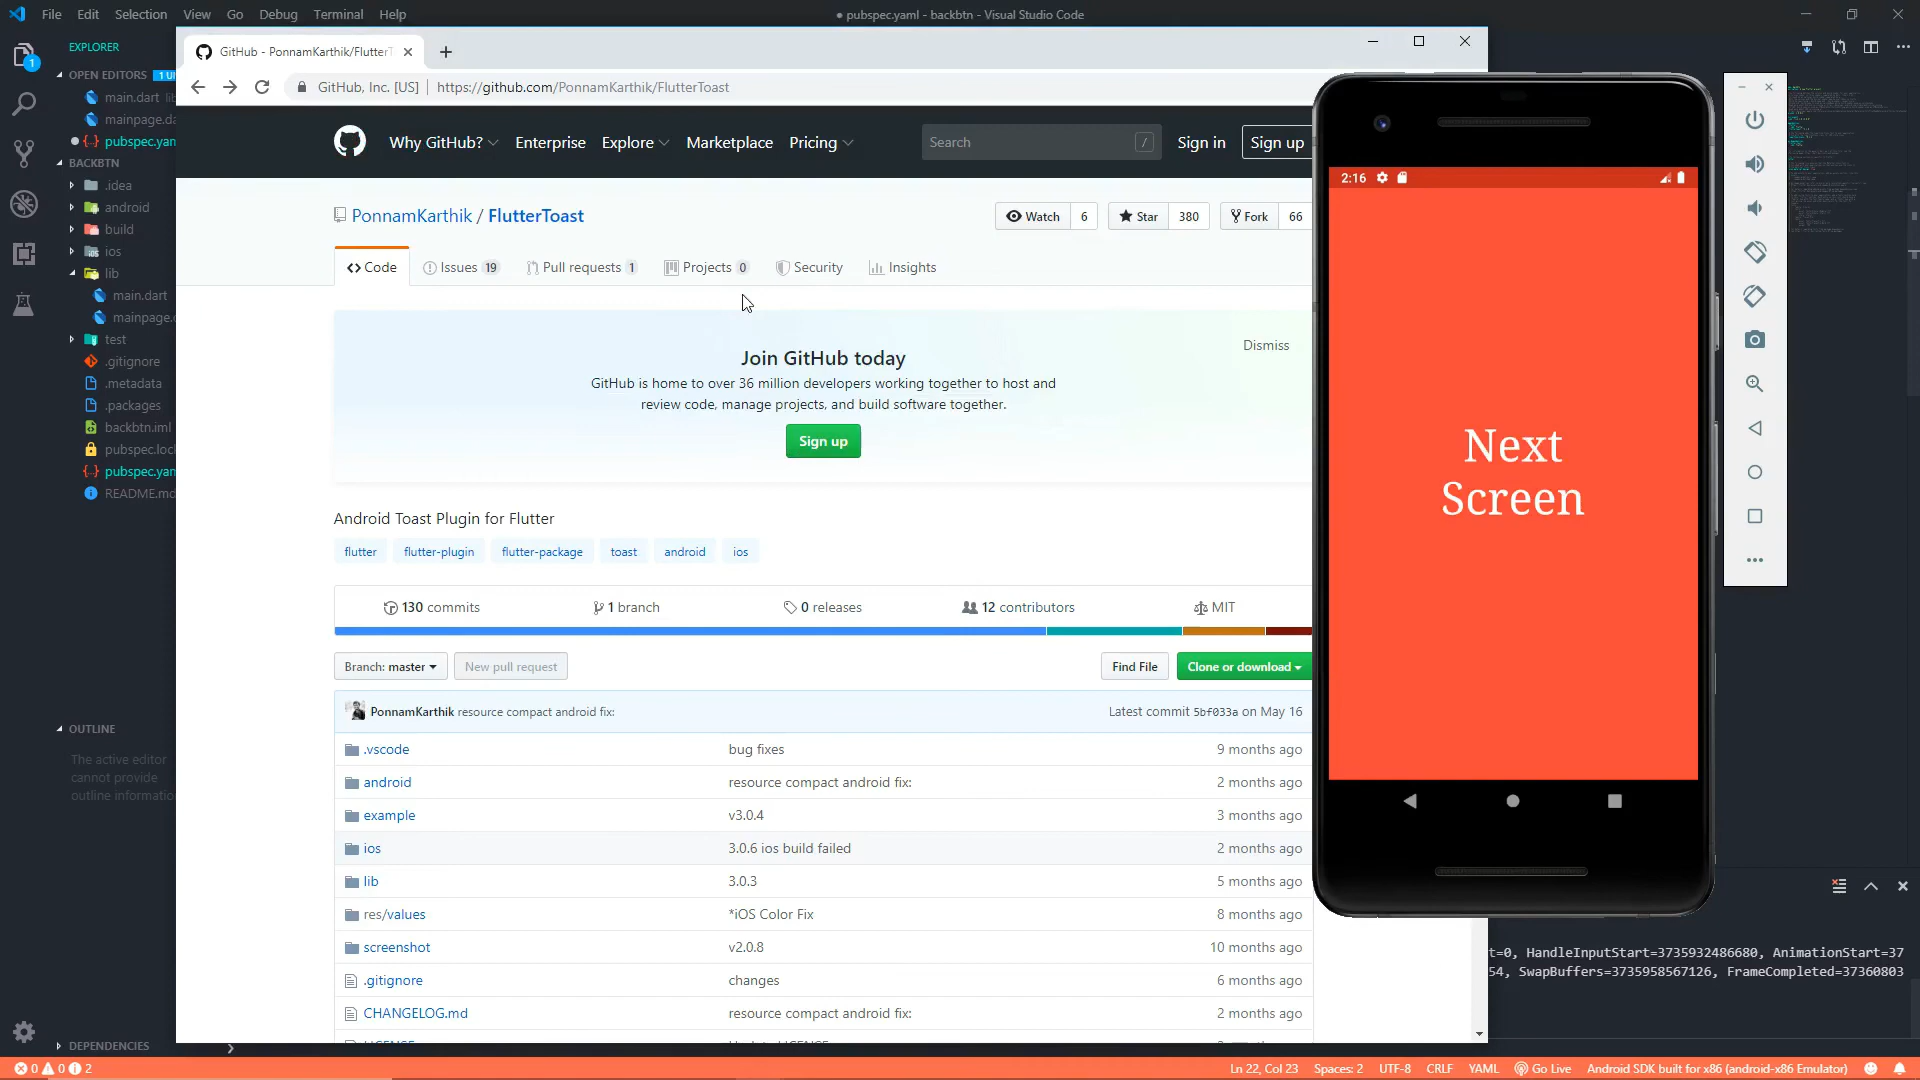 File Edit Selection View Go Debug Terminal Help
● pubspec.yaml - backbtn - Visual Studio Code
EXPLORER
OPEN EDITORS
main.dart
mainpage.da
pubspec.yam
BACKBTN
.idea
android
build
ios
lib
main.dart
mainpage.
test
.gitignore
.metadata
.packages
backbtn.iml
pubspec.loc
pubspec.yam
README.md
OUTLINE
The active editor
cannot provide
outline informatio
DEPENDENCIES
GitHub - PonnamKarthik/FlutterT
GitHub, Inc. [US] | https://github.com/PonnamKarthik/FlutterToast
Why GitHub? Enterprise Explore Marketplace Pricing
Search /
Sign in
Sign up
PonnamKarthik / FlutterToast
Watch 6
Star 380
Fork 66
Code Issues 19 Pull requests 1 Projects 0 Security Insights
Join GitHub today
Dismiss
GitHub is home to over 36 million developers working together to host and
review code, manage projects, and build software together.
Sign up
Android Toast Plugin for Flutter
flutter flutter-plugin flutter-package toast android ios
130 commits 1 branch 0 releases 12 contributors MIT
Branch: master New pull request Find File Clone or download
PonnamKarthik resource compact android fix: Latest commit 5bf033a on May 16
.vscode bug fixes 9 months ago
android resource compact android fix: 2 months ago
example v3.0.4 3 months ago
ios 3.0.6 ios build failed 2 months ago
lib 3.0.3 5 months ago
res/values *iOS Color Fix 8 months ago
screenshot v2.0.8 10 months ago
.gitignore changes 6 months ago
CHANGELOG.md resource compact android fix: 2 months ago
2:16
Next
Screen
t=0, HandleInputStart=3735932486680, AnimationStart=37
54, SwapBuffers=3735958567126, FrameCompleted=37360803
0 0 2
Ln 22, Col 23 Spaces: 2 UTF-8 CRLF YAML Go Live Android SDK built for x86 (android-x86 Emulator)